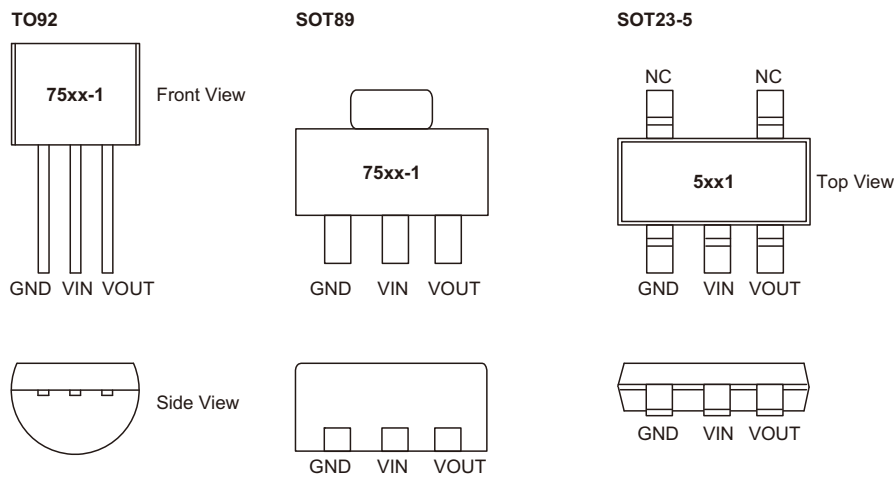 TO92
SOT89
SOT23-5
75xx-1
Front View
75xx-1
NC NC
5xx1
Top View
GND VIN VOUT
GND VIN VOUT
GND VIN VOUT
Side View
GND VIN VOUT
GND VIN VOUT